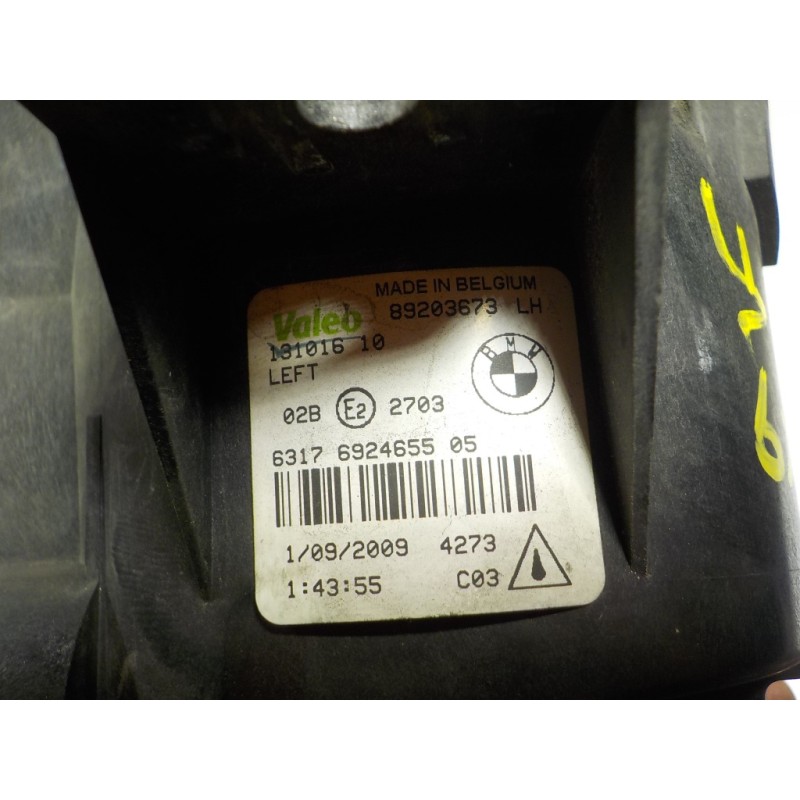 MADE IN BELGIUM
Valeo 89203673 LH
131016 10
LEFT
BMW
02B E2 2703
6317 6924655 05
1/09/2009 4273
1:43:55 C03